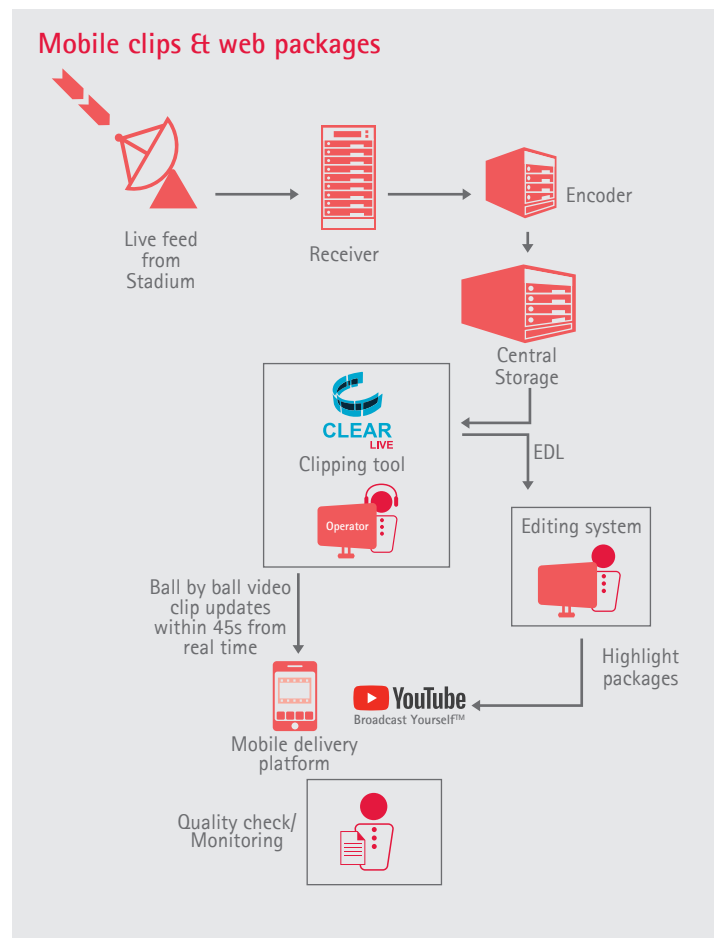 Mobile clips & web packages
Live feed
from
Stadium
Receiver
Encoder
Central
Storage
CLEAR
LIVE
Clipping tool
Operator
EDL
Editing system
Ball by ball video
clip updates
within 45s from
real time
Highlight
packages
YouTube
Broadcast Yourself™
Mobile delivery
platform
Quality check/
Monitoring